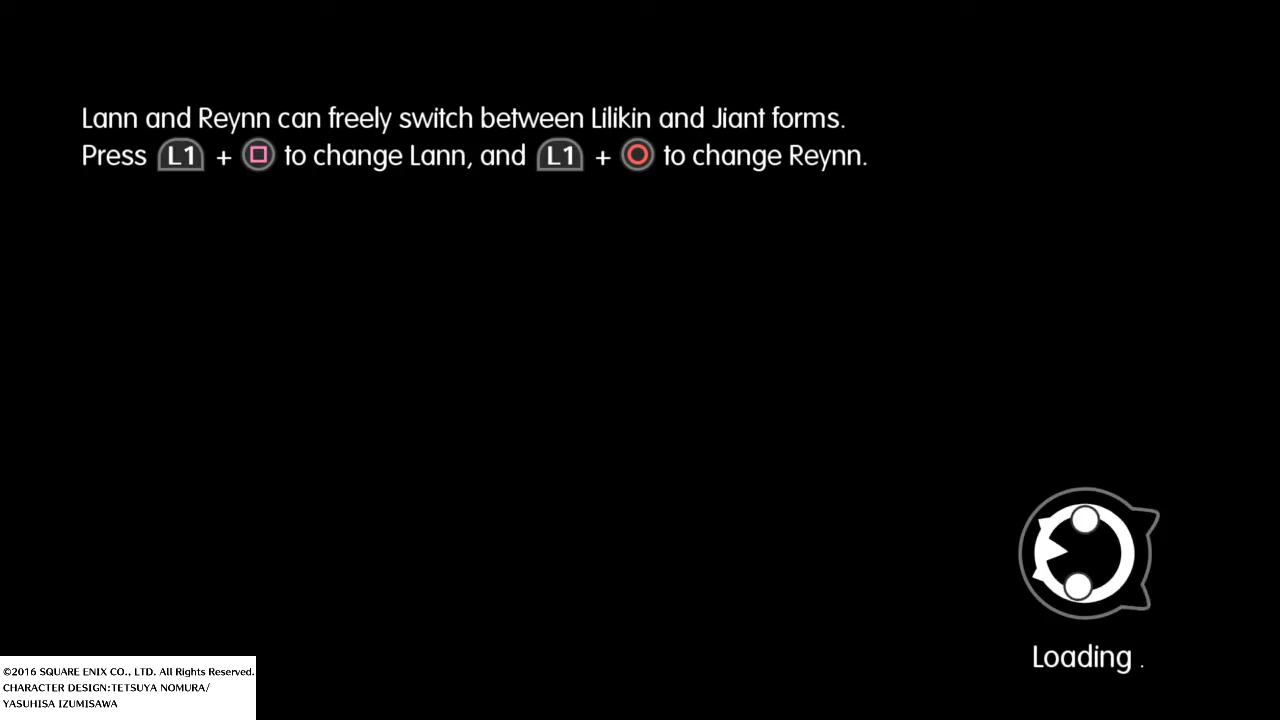 Lann and Reynn can freely switch between Lilikin and Jiant forms.
Press L1 + □ to change Lann, and L1 + ○ to change Reynn.
Loading .
©2016 SQUARE ENIX CO., LTD. All Rights Reserved.
CHARACTER DESIGN:TETSUYA NOMURA/
YASUHISA IZUMISAWA